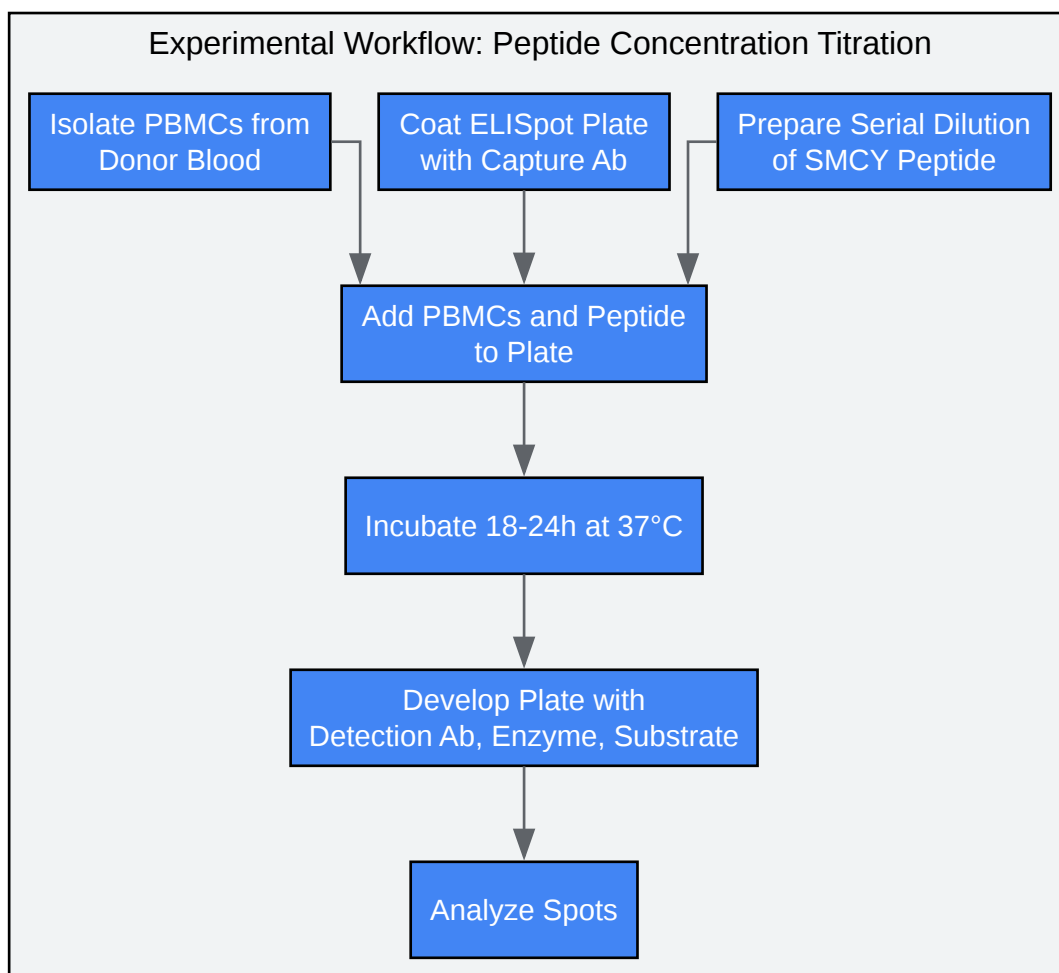 Experimental Workflow: Peptide Concentration Titration
Isolate PBMCs from
Donor Blood
Coat ELISpot Plate
with Capture Ab
Prepare Serial Dilution
of SMCY Peptide
Add PBMCs and Peptide
to Plate
Incubate 18-24h at 37°C
Develop Plate with
Detection Ab, Enzyme, Substrate
Analyze Spots